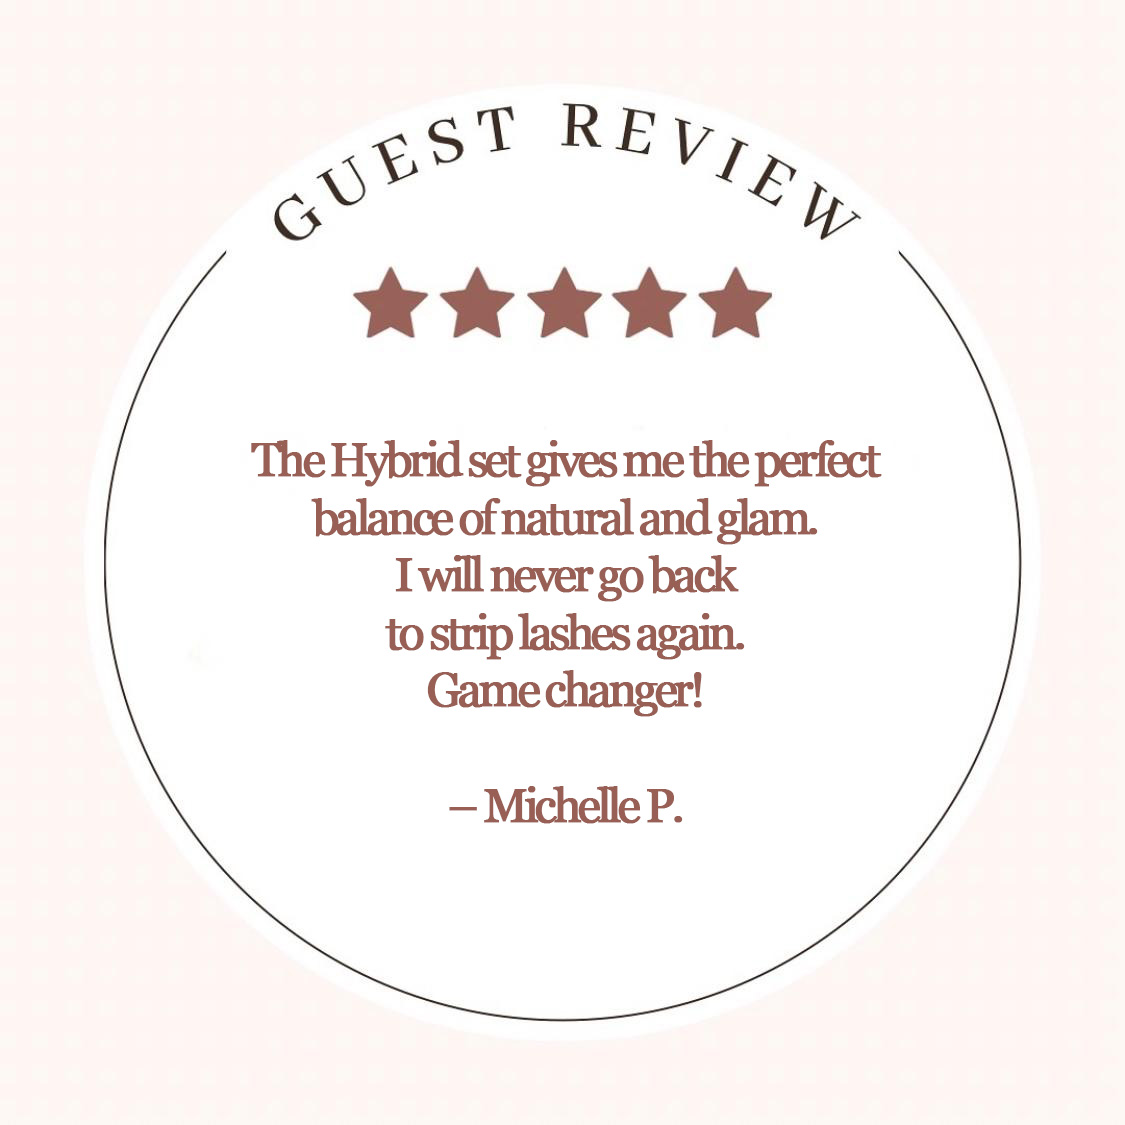 GUEST REVIEW
The Hybrid set gives me the perfect
balance of natural and glam.
I will never go back
to strip lashes again.
Game changer!
– Michelle P.